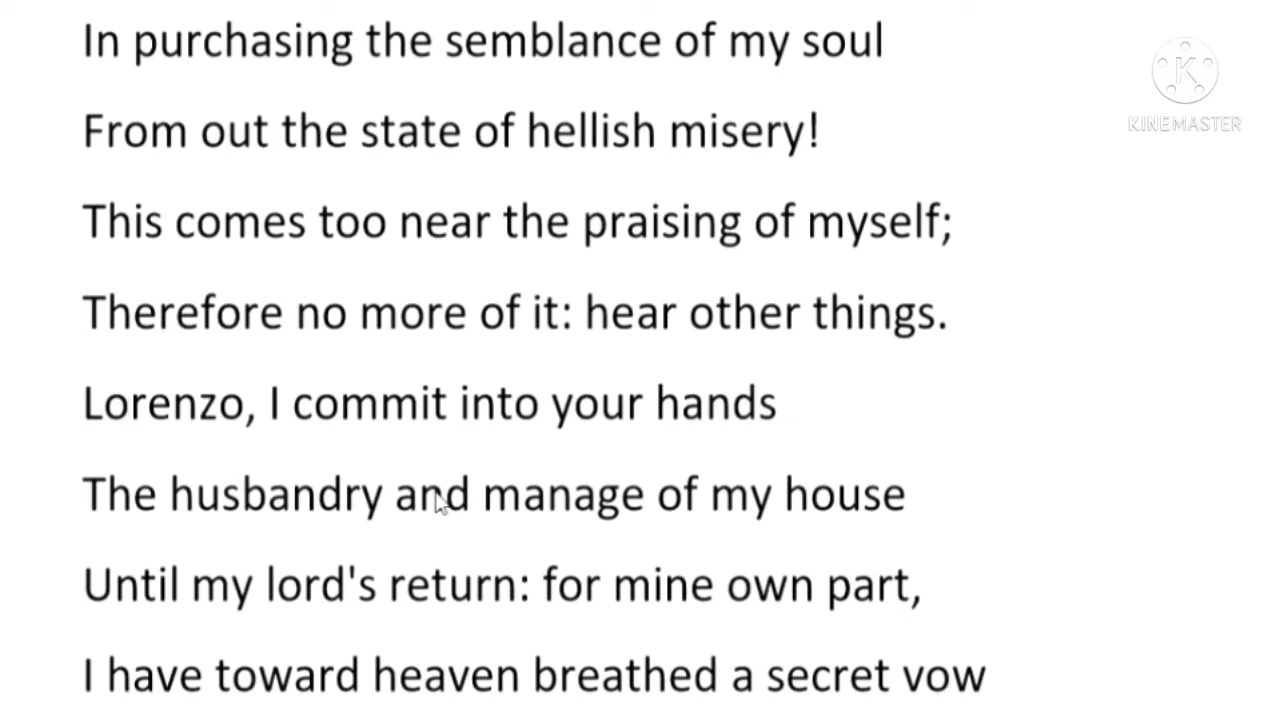 In purchasing the semblance of my soul
From out the state of hellish misery!
This comes too near the praising of myself;
Therefore no more of it: hear other things.
Lorenzo, I commit into your hands
The husbandry and manage of my house
Until my lord's return: for mine own part,
I have toward heaven breathed a secret vow
K
KINEMASTER